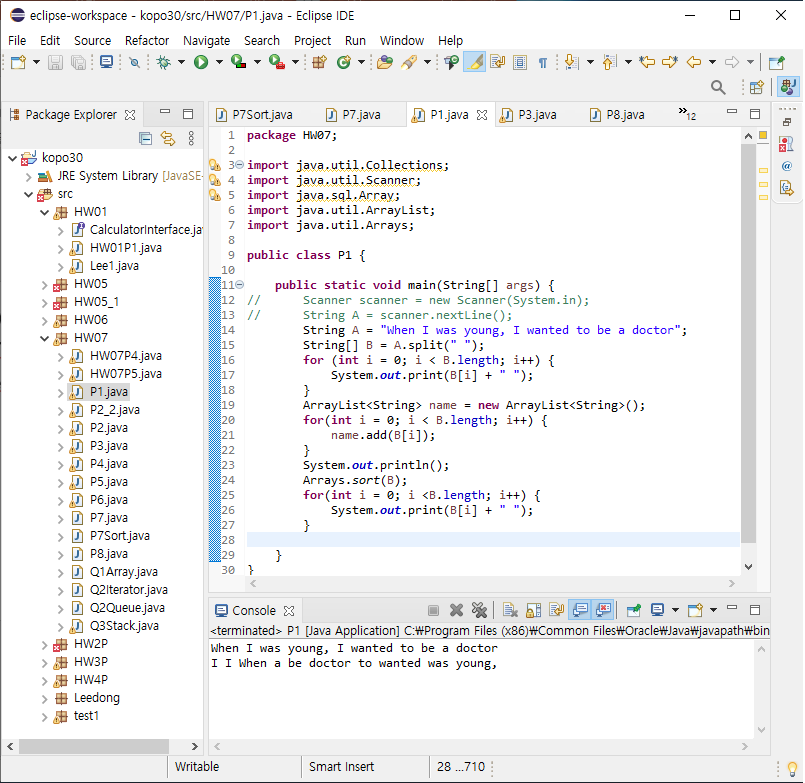 eclipse-workspace - kopo30/src/HW07/P1.java - Eclipse IDE
File Edit Source Refactor Navigate Search Project Run Window Help
Package Explorer
kopo30
JRE System Library [JavaSE-
src
HW01
CalculatorInterface.jav
HW01P1.java
Lee1.java
HW05
HW05_1
HW06
HW07
HW07P4.java
HW07P5.java
P1.java
P2_2.java
P2.java
P3.java
P4.java
P5.java
P6.java
P7.java
P7Sort.java
P8.java
Q1Array.java
Q2Iterator.java
Q2Queue.java
Q3Stack.java
HW2P
HW3P
HW4P
Leedong
test1
P7Sort.java P7.java P1.java P3.java P8.java »12
1 package HW07;
2
3 import java.util.Collections;
4 import java.util.Scanner;
5 import java.sql.Array;
6 import java.util.ArrayList;
7 import java.util.Arrays;
8
9 public class P1 {
10
11 public static void main(String[] args) {
12 // Scanner scanner = new Scanner(System.in);
13 // String A = scanner.nextLine();
14 String A = "When I was young, I wanted to be a doctor";
15 String[] B = A.split(" ");
16 for (int i = 0; i < B.length; i++) {
17 System.out.print(B[i] + " ");
18 }
19 ArrayList<String> name = new ArrayList<String>();
20 for(int i = 0; i < B.length; i++) {
21 name.add(B[i]);
22 }
23 System.out.println();
24 Arrays.sort(B);
25 for(int i = 0; i <B.length; i++) {
26 System.out.print(B[i] + " ");
27 }
28
29 }
30 }
Console
<terminated> P1 [Java Application] C:₩Program Files (x86)₩Common Files₩Oracle₩Java₩javapath₩bin
When I was young, I wanted to be a doctor
I I When a be doctor to wanted was young,
Writable Smart Insert 28 ...710